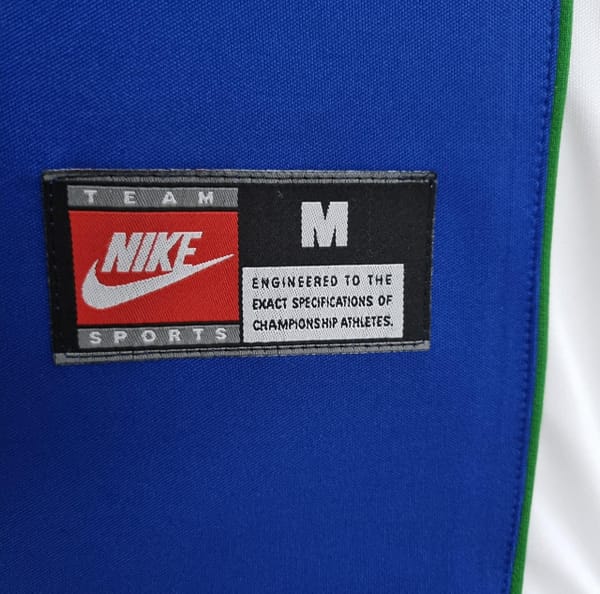 TEAM
NIKE
SPORTS
M
ENGINEERED TO THE
EXACT SPECIFICATIONS OF
CHAMPIONSHIP ATHLETES.